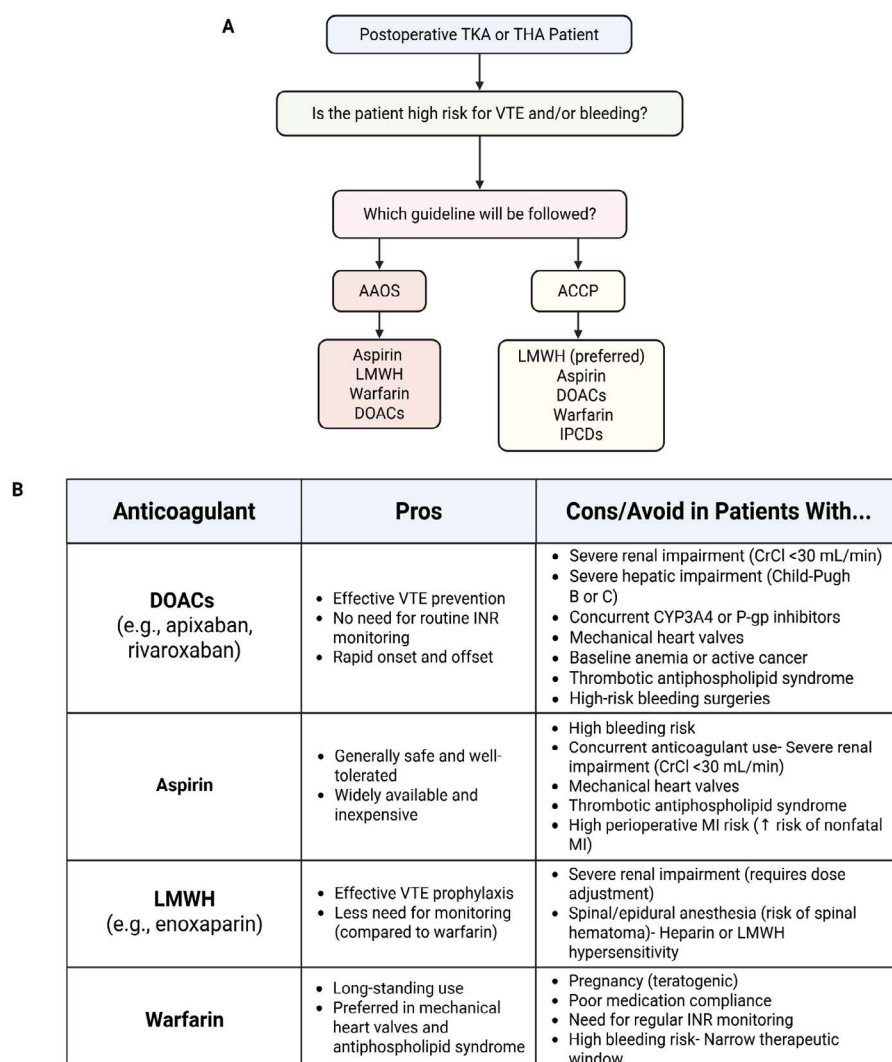 A
Postoperative TKA or THA Patient
Is the patient high risk for VTE and/or bleeding?
Which guideline will be followed?
AAOS
ACCP
Aspirin
LMWH
Warfarin
DOACs
LMWH (preferred)
Aspirin
DOACs
Warfarin
IPCDs
B
Anticoagulant
Pros
Cons/Avoid in Patients With...
DOACs
(e.g., apixaban,
rivaroxaban)
• Effective VTE prevention
• No need for routine INR
monitoring
• Rapid onset and offset
• Severe renal impairment (CrCl <30 mL/min)
• Severe hepatic impairment (Child-Pugh
B or C)
• Concurrent CYP3A4 or P-gp inhibitors
• Mechanical heart valves
• Baseline anemia or active cancer
• Thrombotic antiphospholipid syndrome
• High-risk bleeding surgeries
Aspirin
• Generally safe and well-
tolerated
• Widely available and
inexpensive
• High bleeding risk
• Concurrent anticoagulant use- Severe renal
impairment (CrCl <30 mL/min)
• Mechanical heart valves
• Thrombotic antiphospholipid syndrome
• High perioperative MI risk (↑ risk of nonfatal
MI)
LMWH
(e.g., enoxaparin)
• Effective VTE prophylaxis
• Less need for monitoring
(compared to warfarin)
• Severe renal impairment (requires dose
adjustment)
• Spinal/epidural anesthesia (risk of spinal
hematoma)- Heparin or LMWH
hypersensitivity
Warfarin
• Long-standing use
• Preferred in mechanical
heart valves and
antiphospholipid syndrome
• Pregnancy (teratogenic)
• Poor medication compliance
• Need for regular INR monitoring
• High bleeding risk- Narrow therapeutic
window